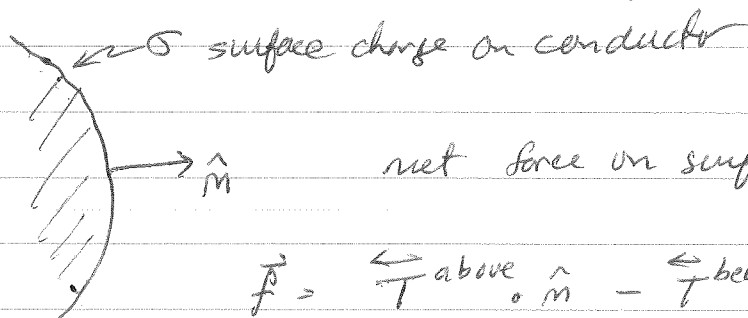 σ surface charge on conductor
n̂ net force on surf
f⃗ = T⃡ above · n̂ - T⃡ be